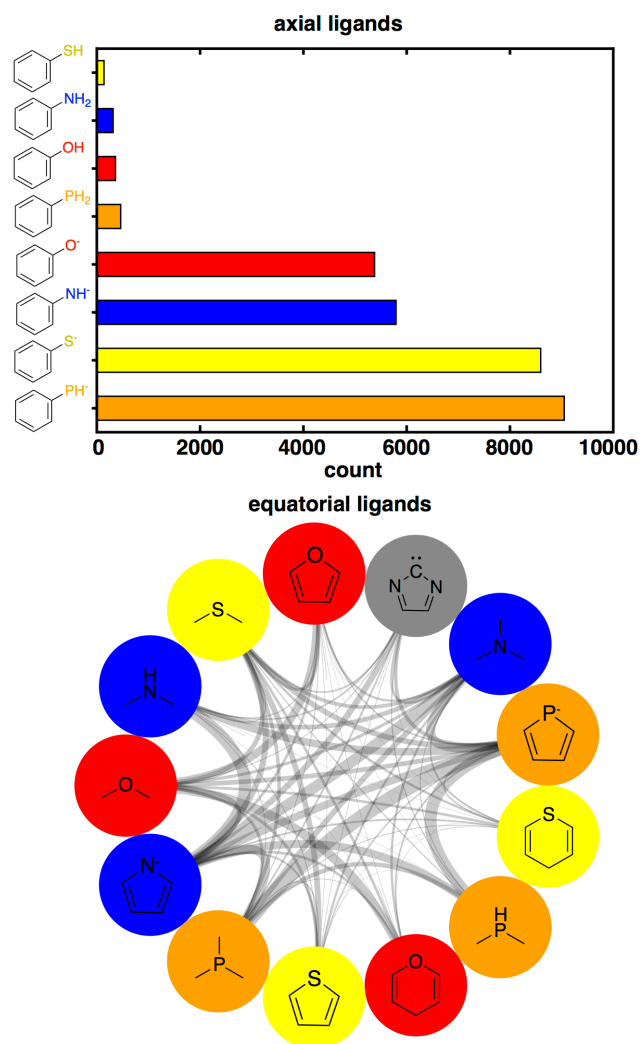 axial ligands
SH
NH₂
OH
PH₂
O⁻
NH⁻
S⁻
PH⁻
0 2000 4000 6000 8000 10000
count
equatorial ligands
O
C
N N
S
N
H
N
P⁻
O
S
N⁻
H
P
P
S
O